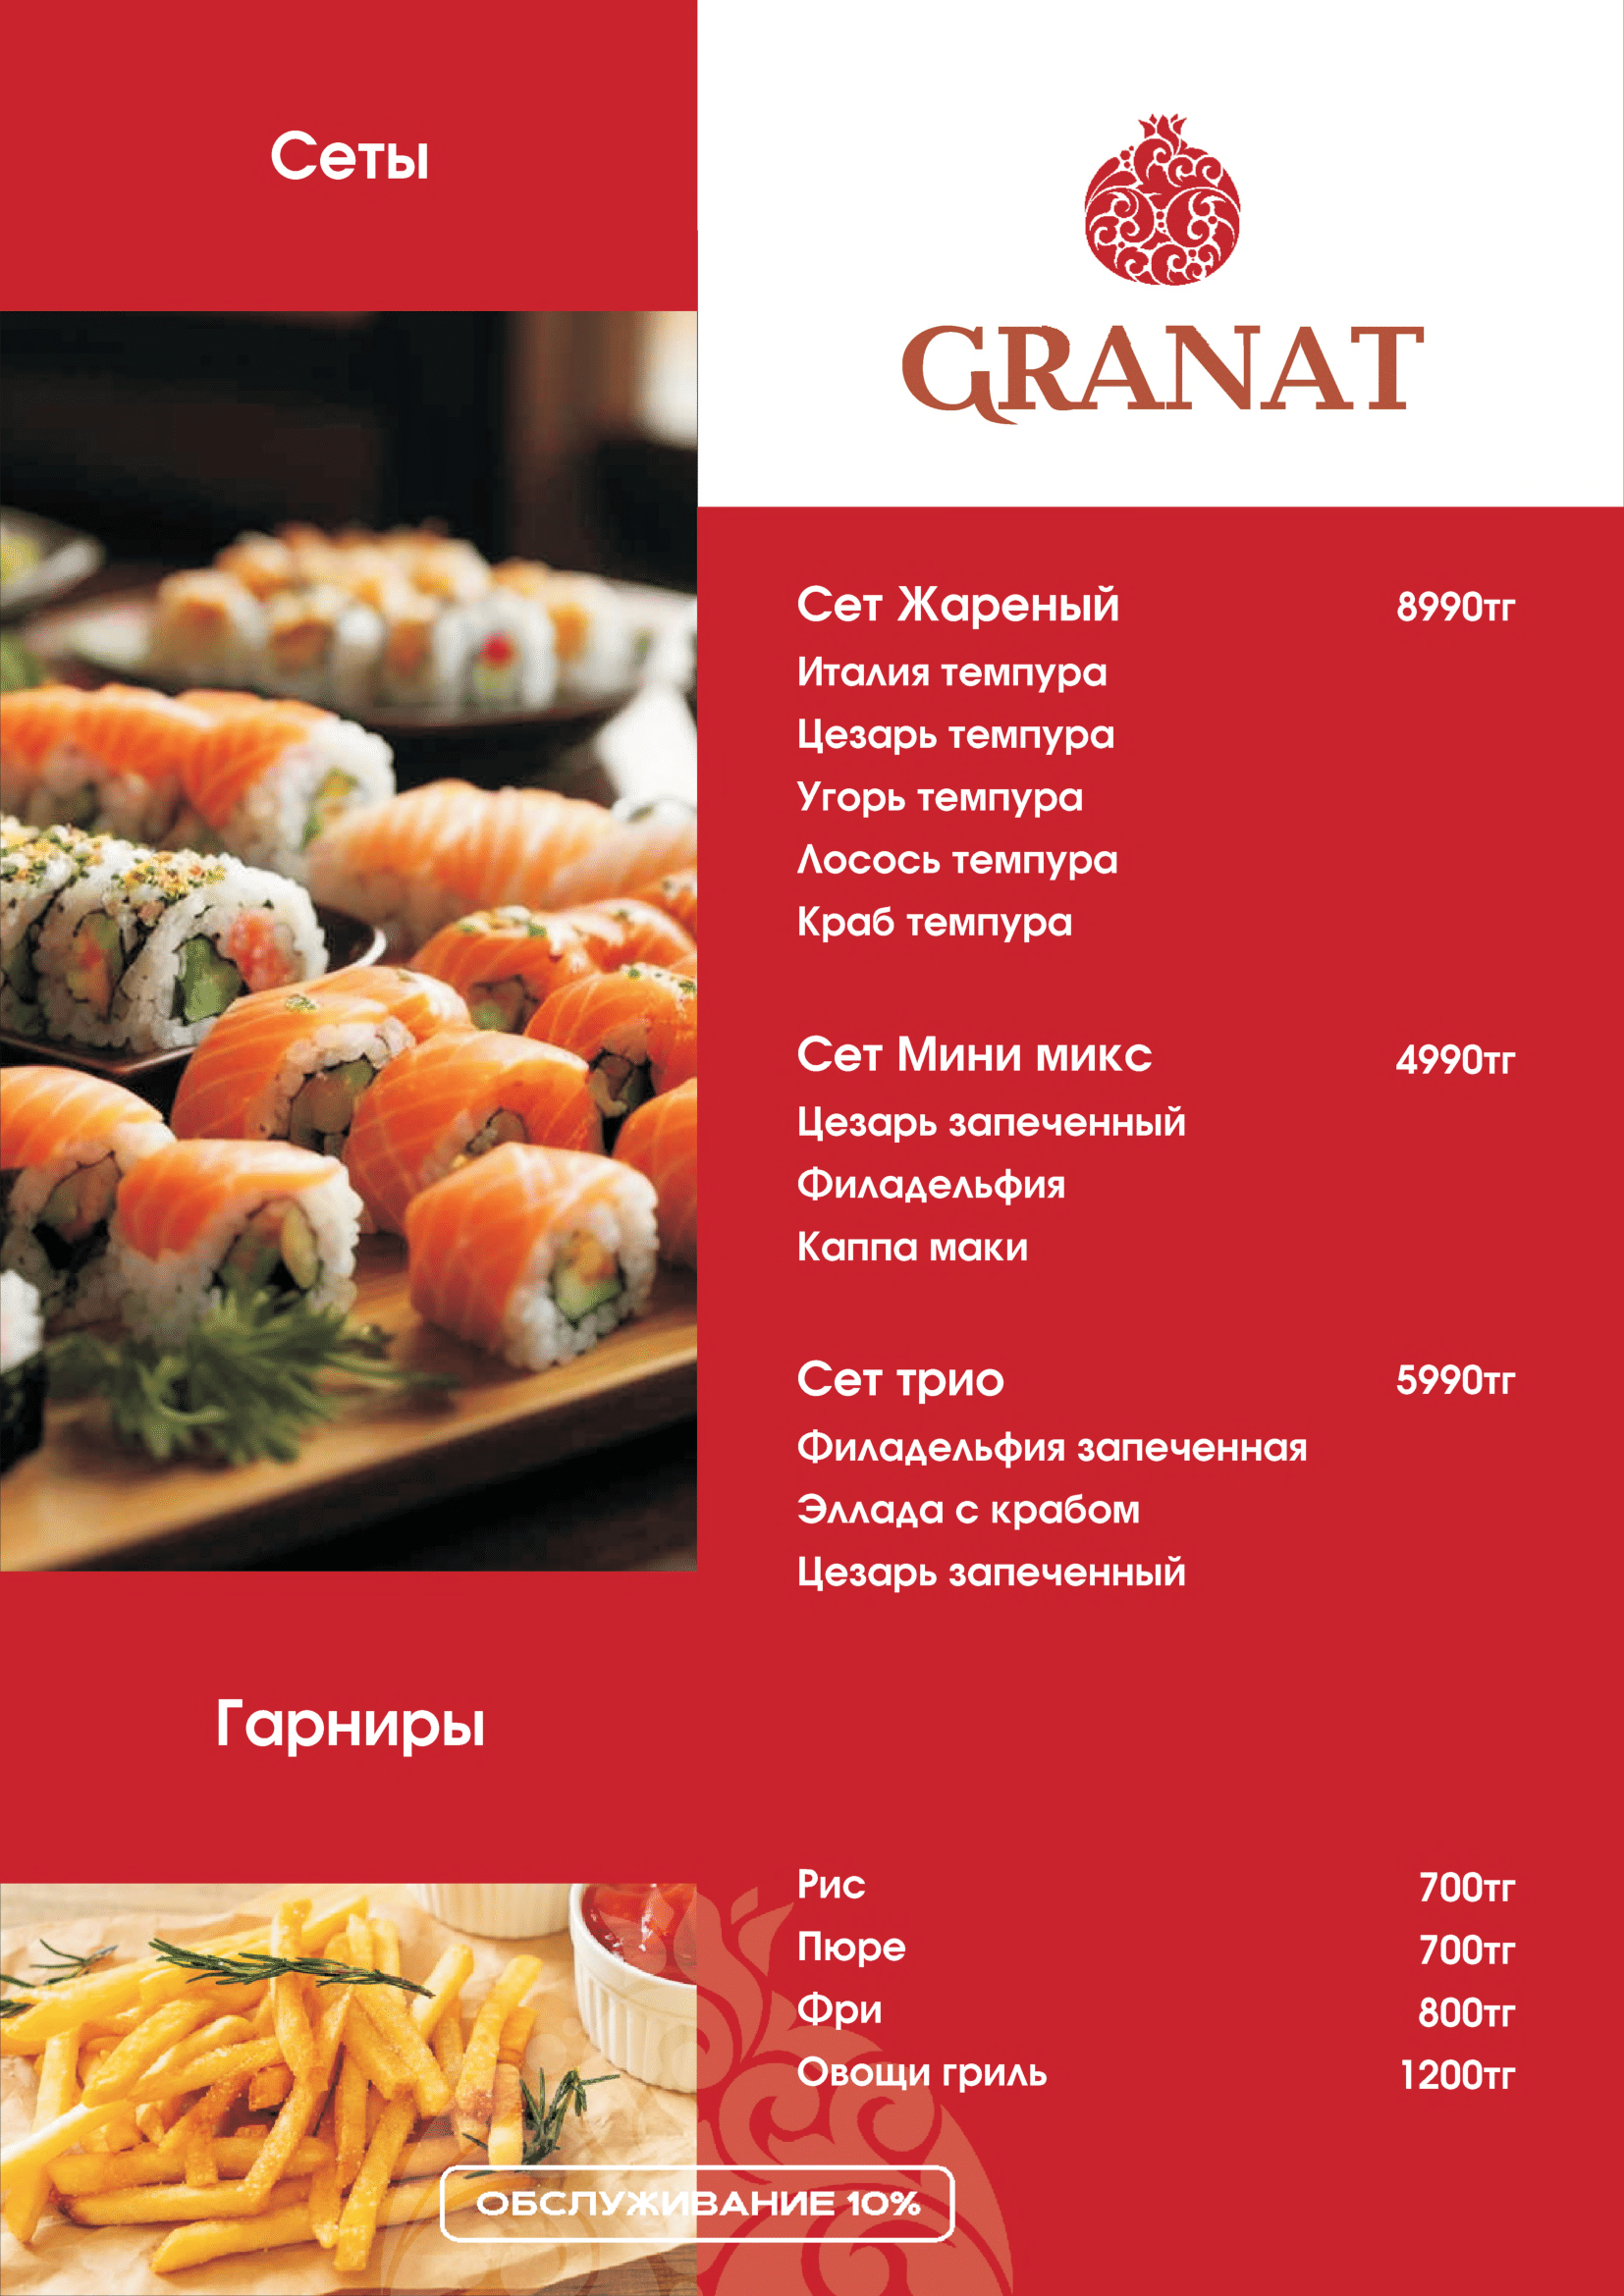 Сеты
GRANAT
Сет Жареный 8990тг
Италия темпура
Цезарь темпура
Угорь темпура
Лосось темпура
Краб темпура
Сет Мини микс 4990тг
Цезарь запеченный
Филадельфия
Каппа маки
Сет трио 5990тг
Филадельфия запеченная
Эллада с крабом
Цезарь запеченный
Гарниры
Рис 700тг
Пюре 700тг
Фри 800тг
Овощи гриль 1200тг
ОБСЛУЖИВАНИЕ 10%